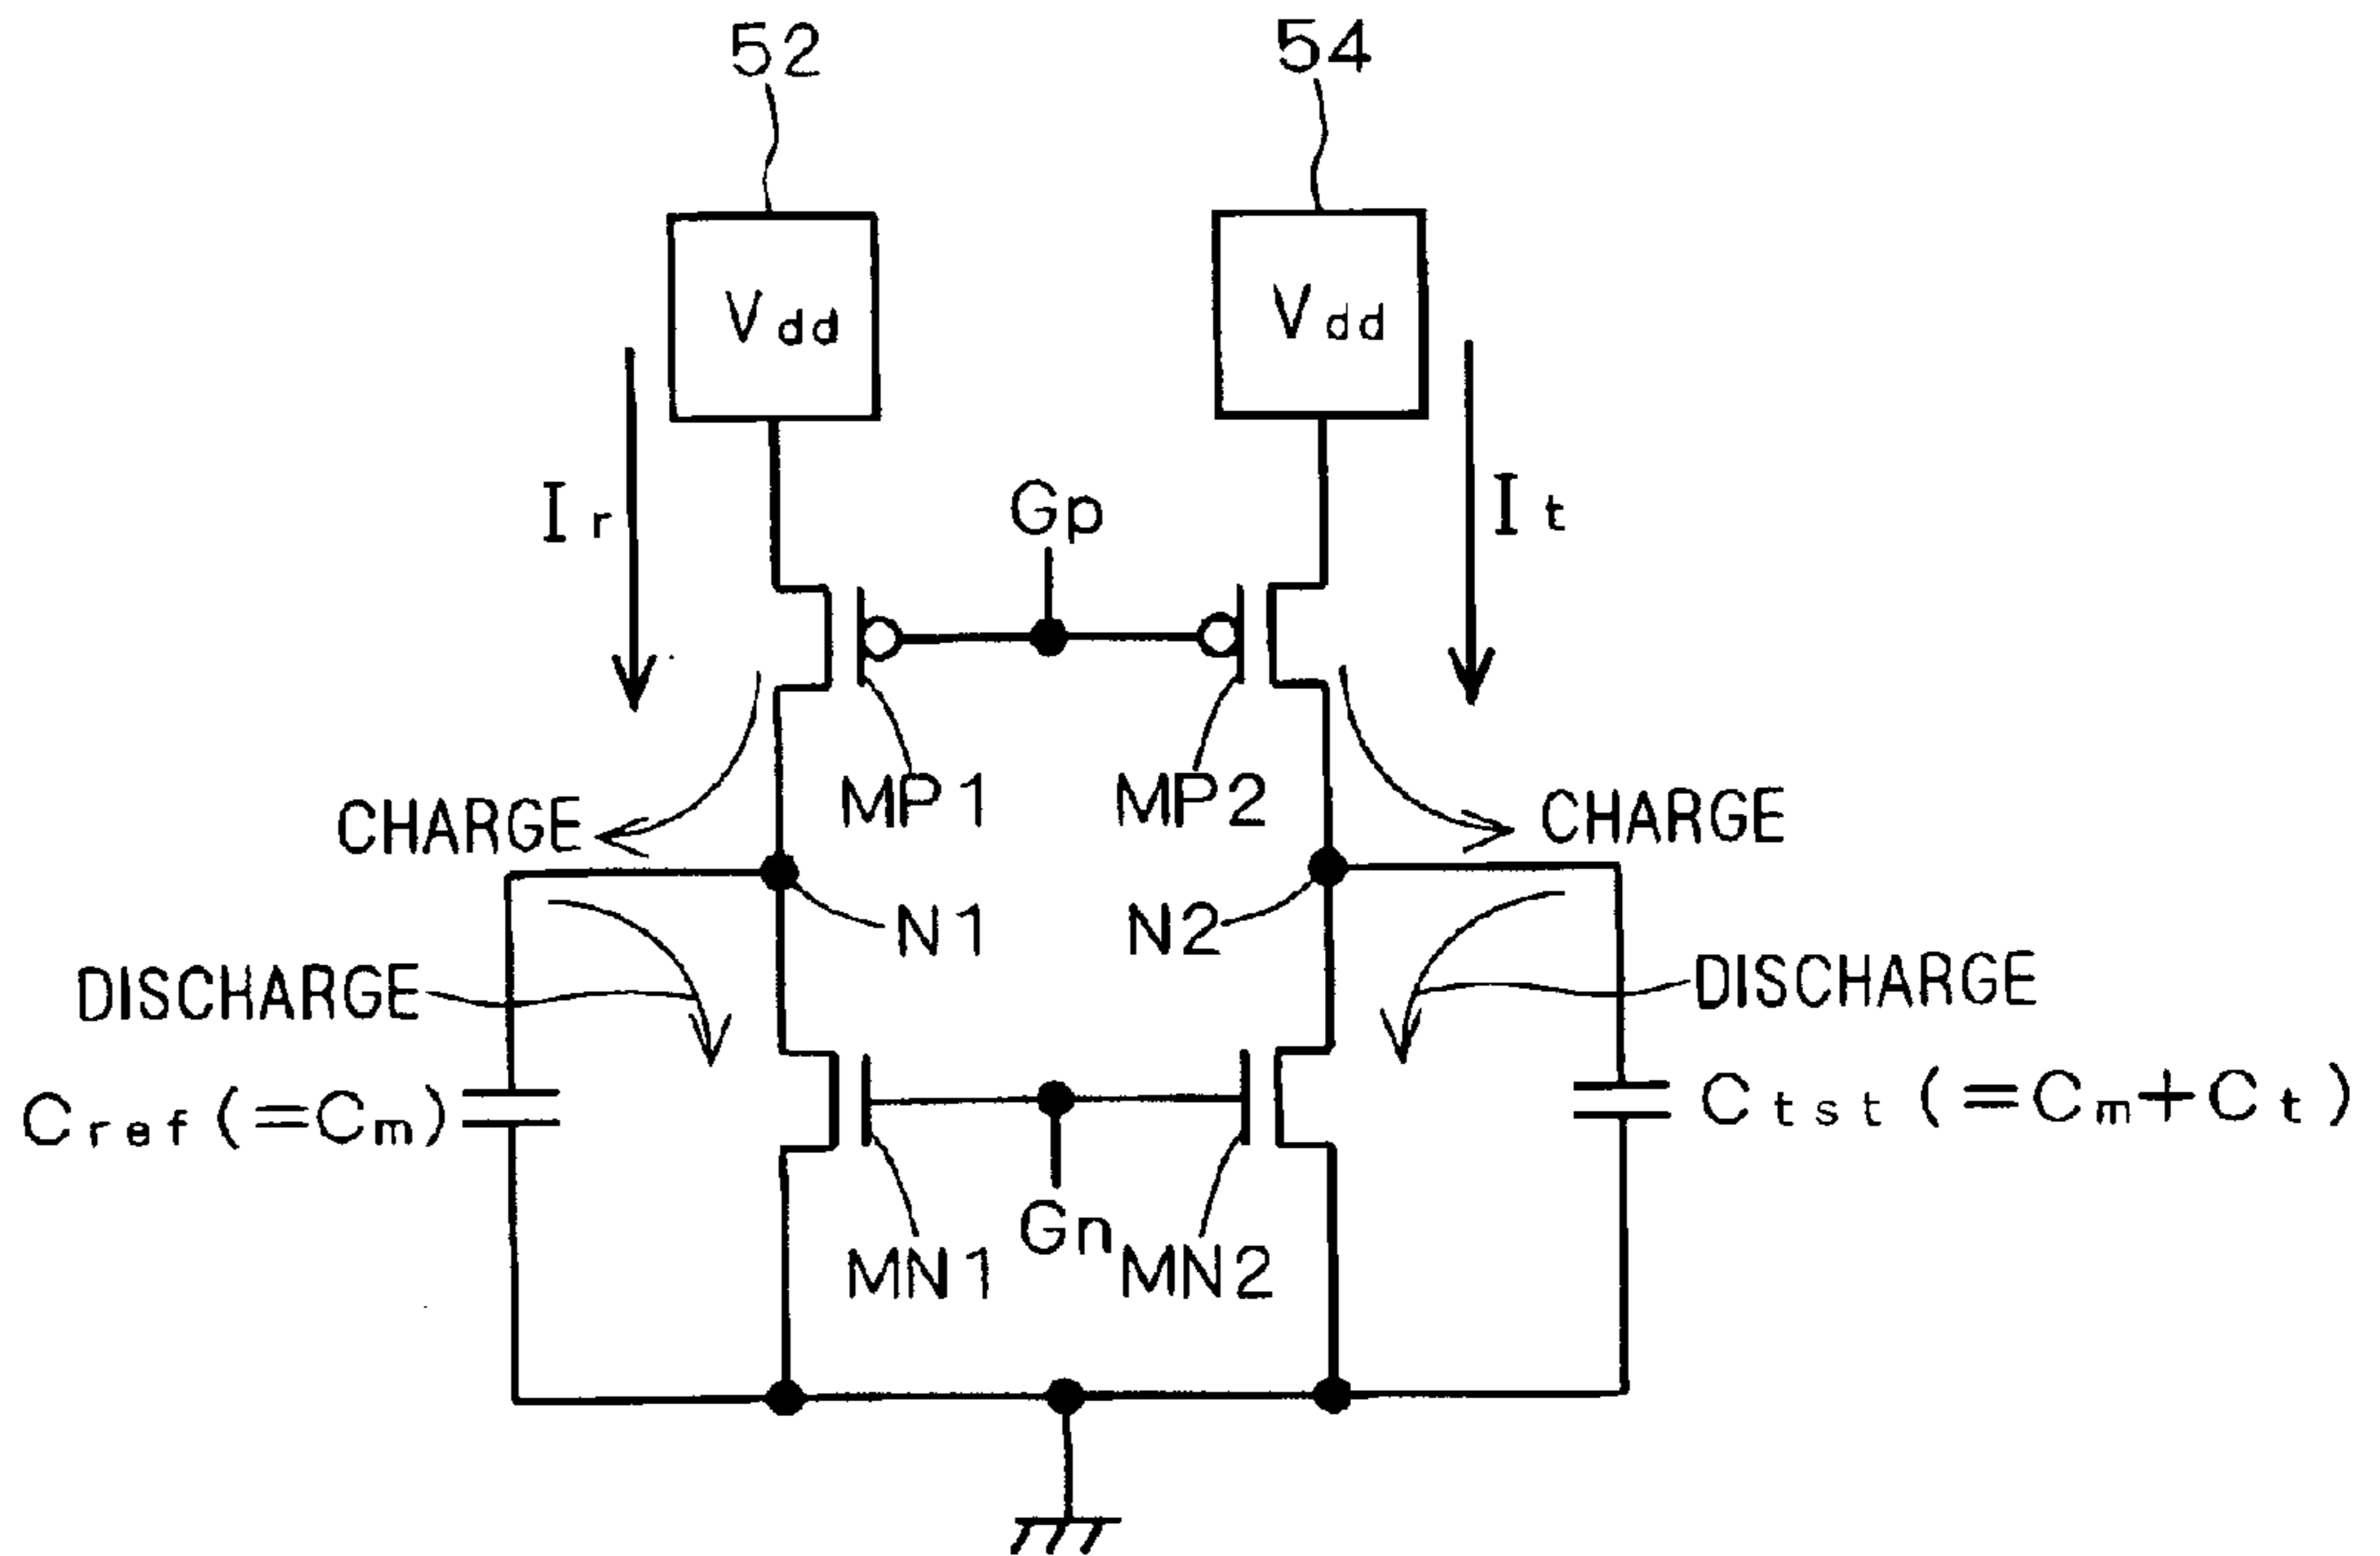 52
54
Vdd
Vdd
Ir
Gp
It
MP1
MP2
CHARGE
CHARGE
N1
N2
DISCHARGE
DISCHARGE
Cref(=Cm)
Ctst(=Cm+Ct)
Gn
MN1
MN2